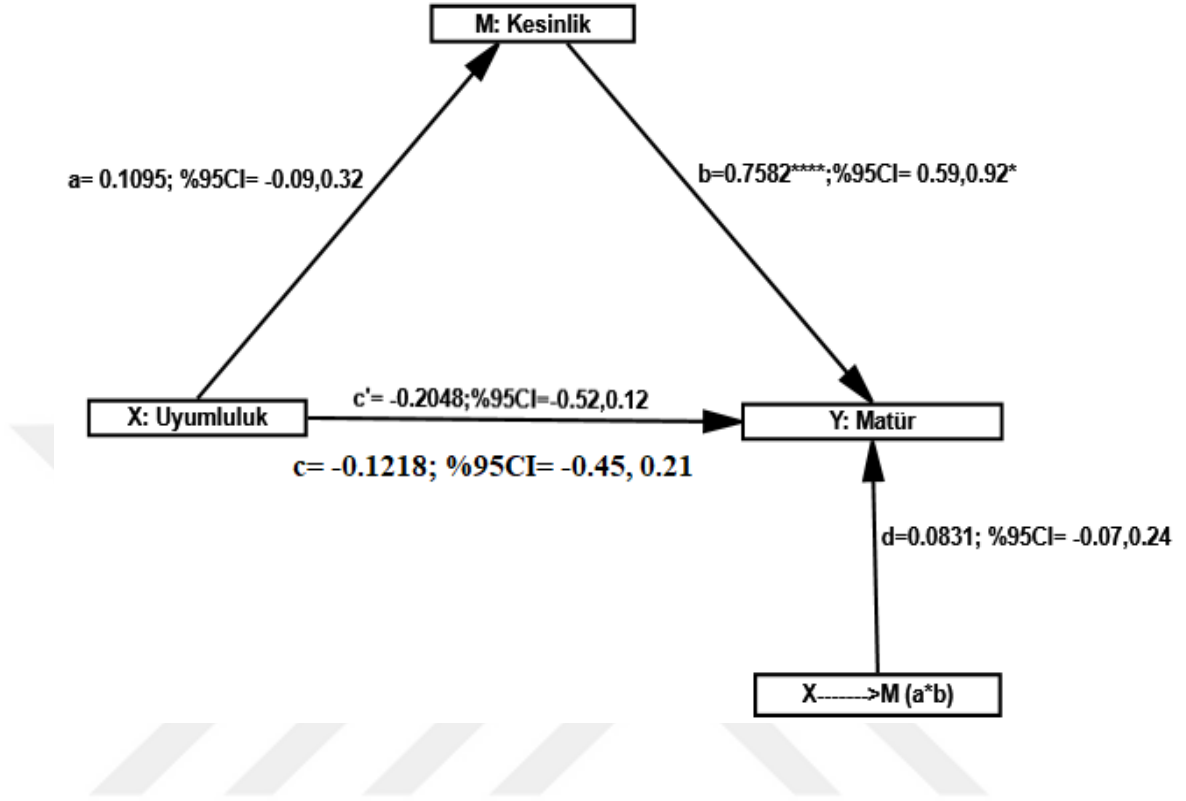 M: Kesinlik
a= 0.1095; %95CI= -0.09,0.32
b=0.7582****;%95CI= 0.59,0.92*
c'= -0.2048;%95CI=-0.52,0.12
X: Uyumluluk
Y: Matür
c= -0.1218; %95CI= -0.45, 0.21
d=0.0831; %95CI= -0.07,0.24
X------->M (a*b)